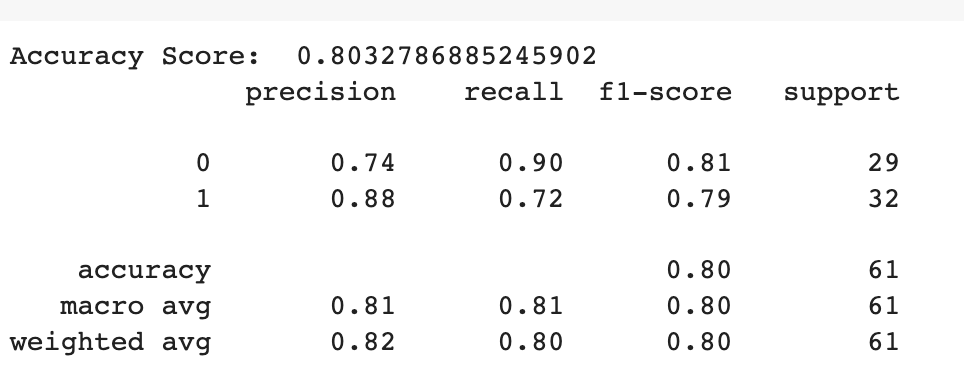 Accuracy Score:  0.8032786885245902
              precision    recall  f1-score   support

           0       0.74      0.90      0.81        29
           1       0.88      0.72      0.79        32

    accuracy                           0.80        61
   macro avg       0.81      0.81      0.80        61
weighted avg       0.82      0.80      0.80        61